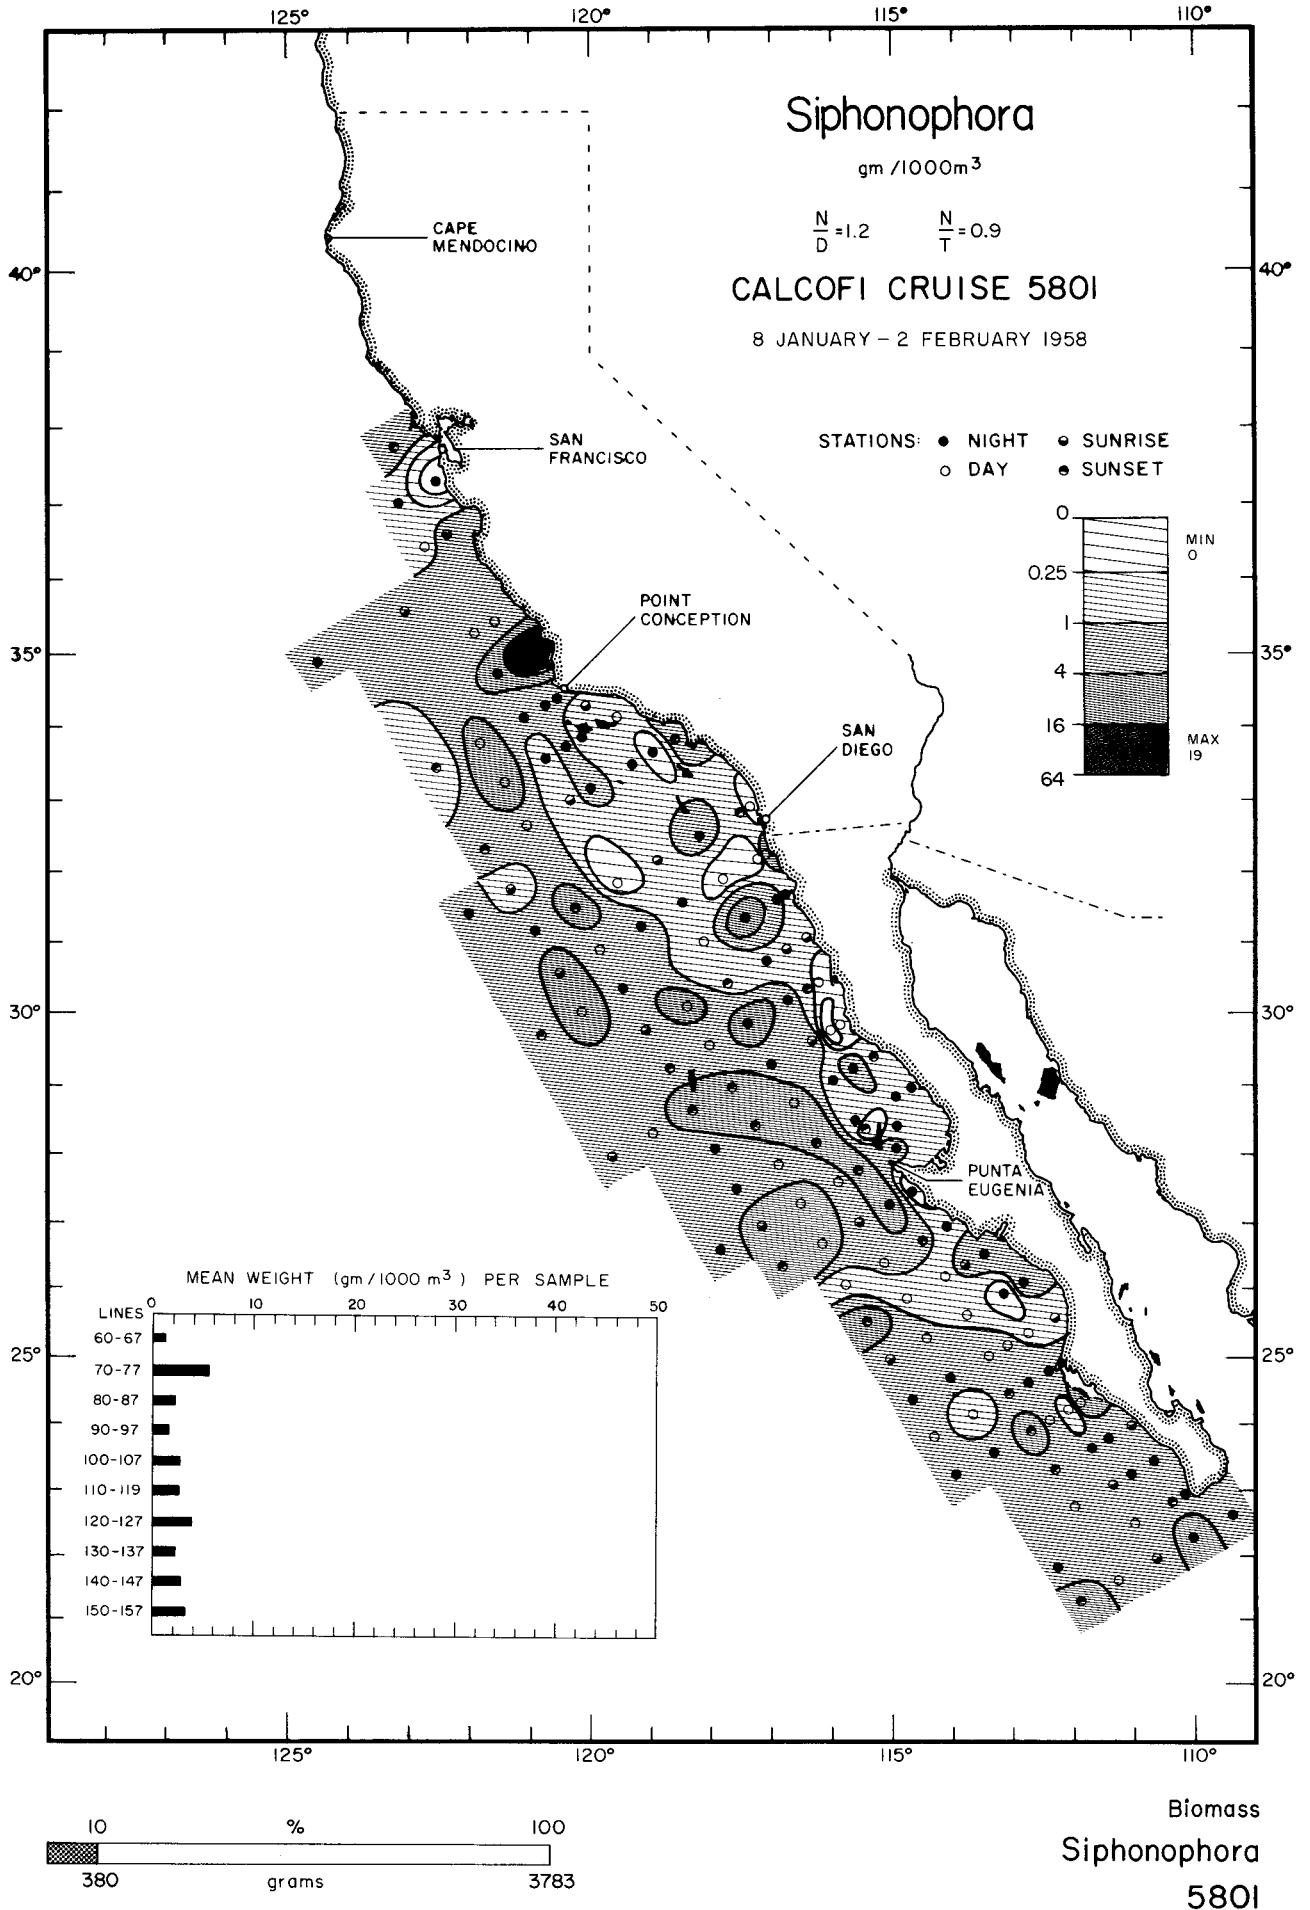 125° 120° 115° 110°
Siphonophora
gm/1000m³
N/D = 1.2 N/T = 0.9
CALCOFI CRUISE 5801
8 JANUARY – 2 FEBRUARY 1958
CAPE
MENDOCINO
40° 40°
STATIONS: ● NIGHT SUNRISE
○ DAY SUNSET
SAN
FRANCISCO
0
MIN
0
0.25
1
4
16
MAX
19
64
POINT
CONCEPTION
35° 35°
SAN
DIEGO
30° 30°
PUNTA
EUGENIA
MEAN WEIGHT (gm/1000 m³) PER SAMPLE
LINES 0 10 20 30 40 50
60-67
70-77
80-87
90-97
100-107
110-119
120-127
130-137
140-147
150-157
25° 25°
20° 20°
125° 120° 115° 110°
10 % 100
380 grams 3783
Biomass
Siphonophora
5801